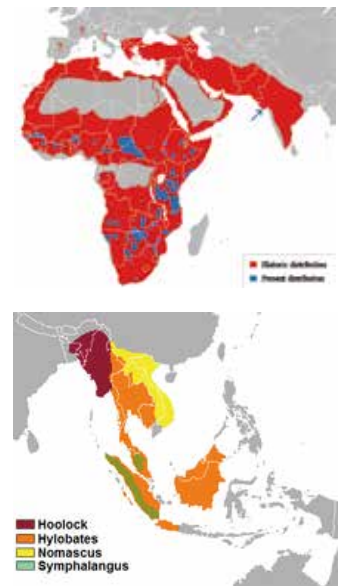 Historic distribution
Present distribution
Hoolock
Hylobates
Nomascus
Symphalangus